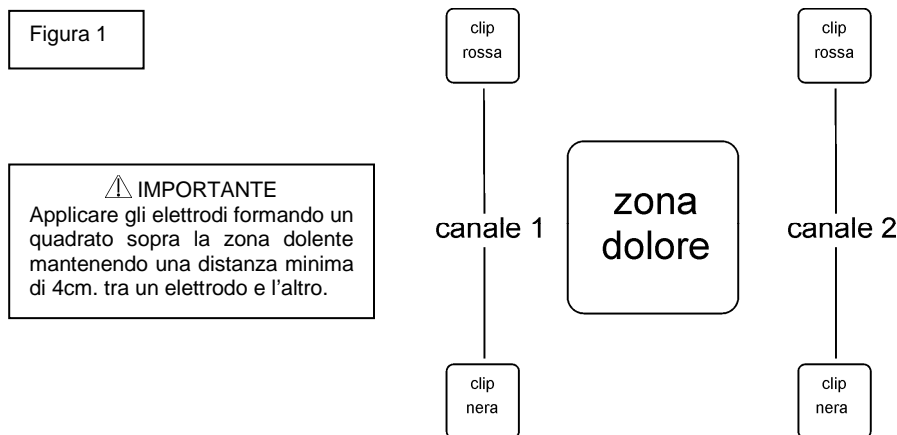 Figura 1
clip
rossa
clip
rossa
⚠ IMPORTANTE
Applicare gli elettrodi formando un
quadrato sopra la zona dolente
mantenendo una distanza minima
di 4cm. tra un elettrodo e l'altro.
canale 1
zona
dolore
canale 2
clip
nera
clip
nera